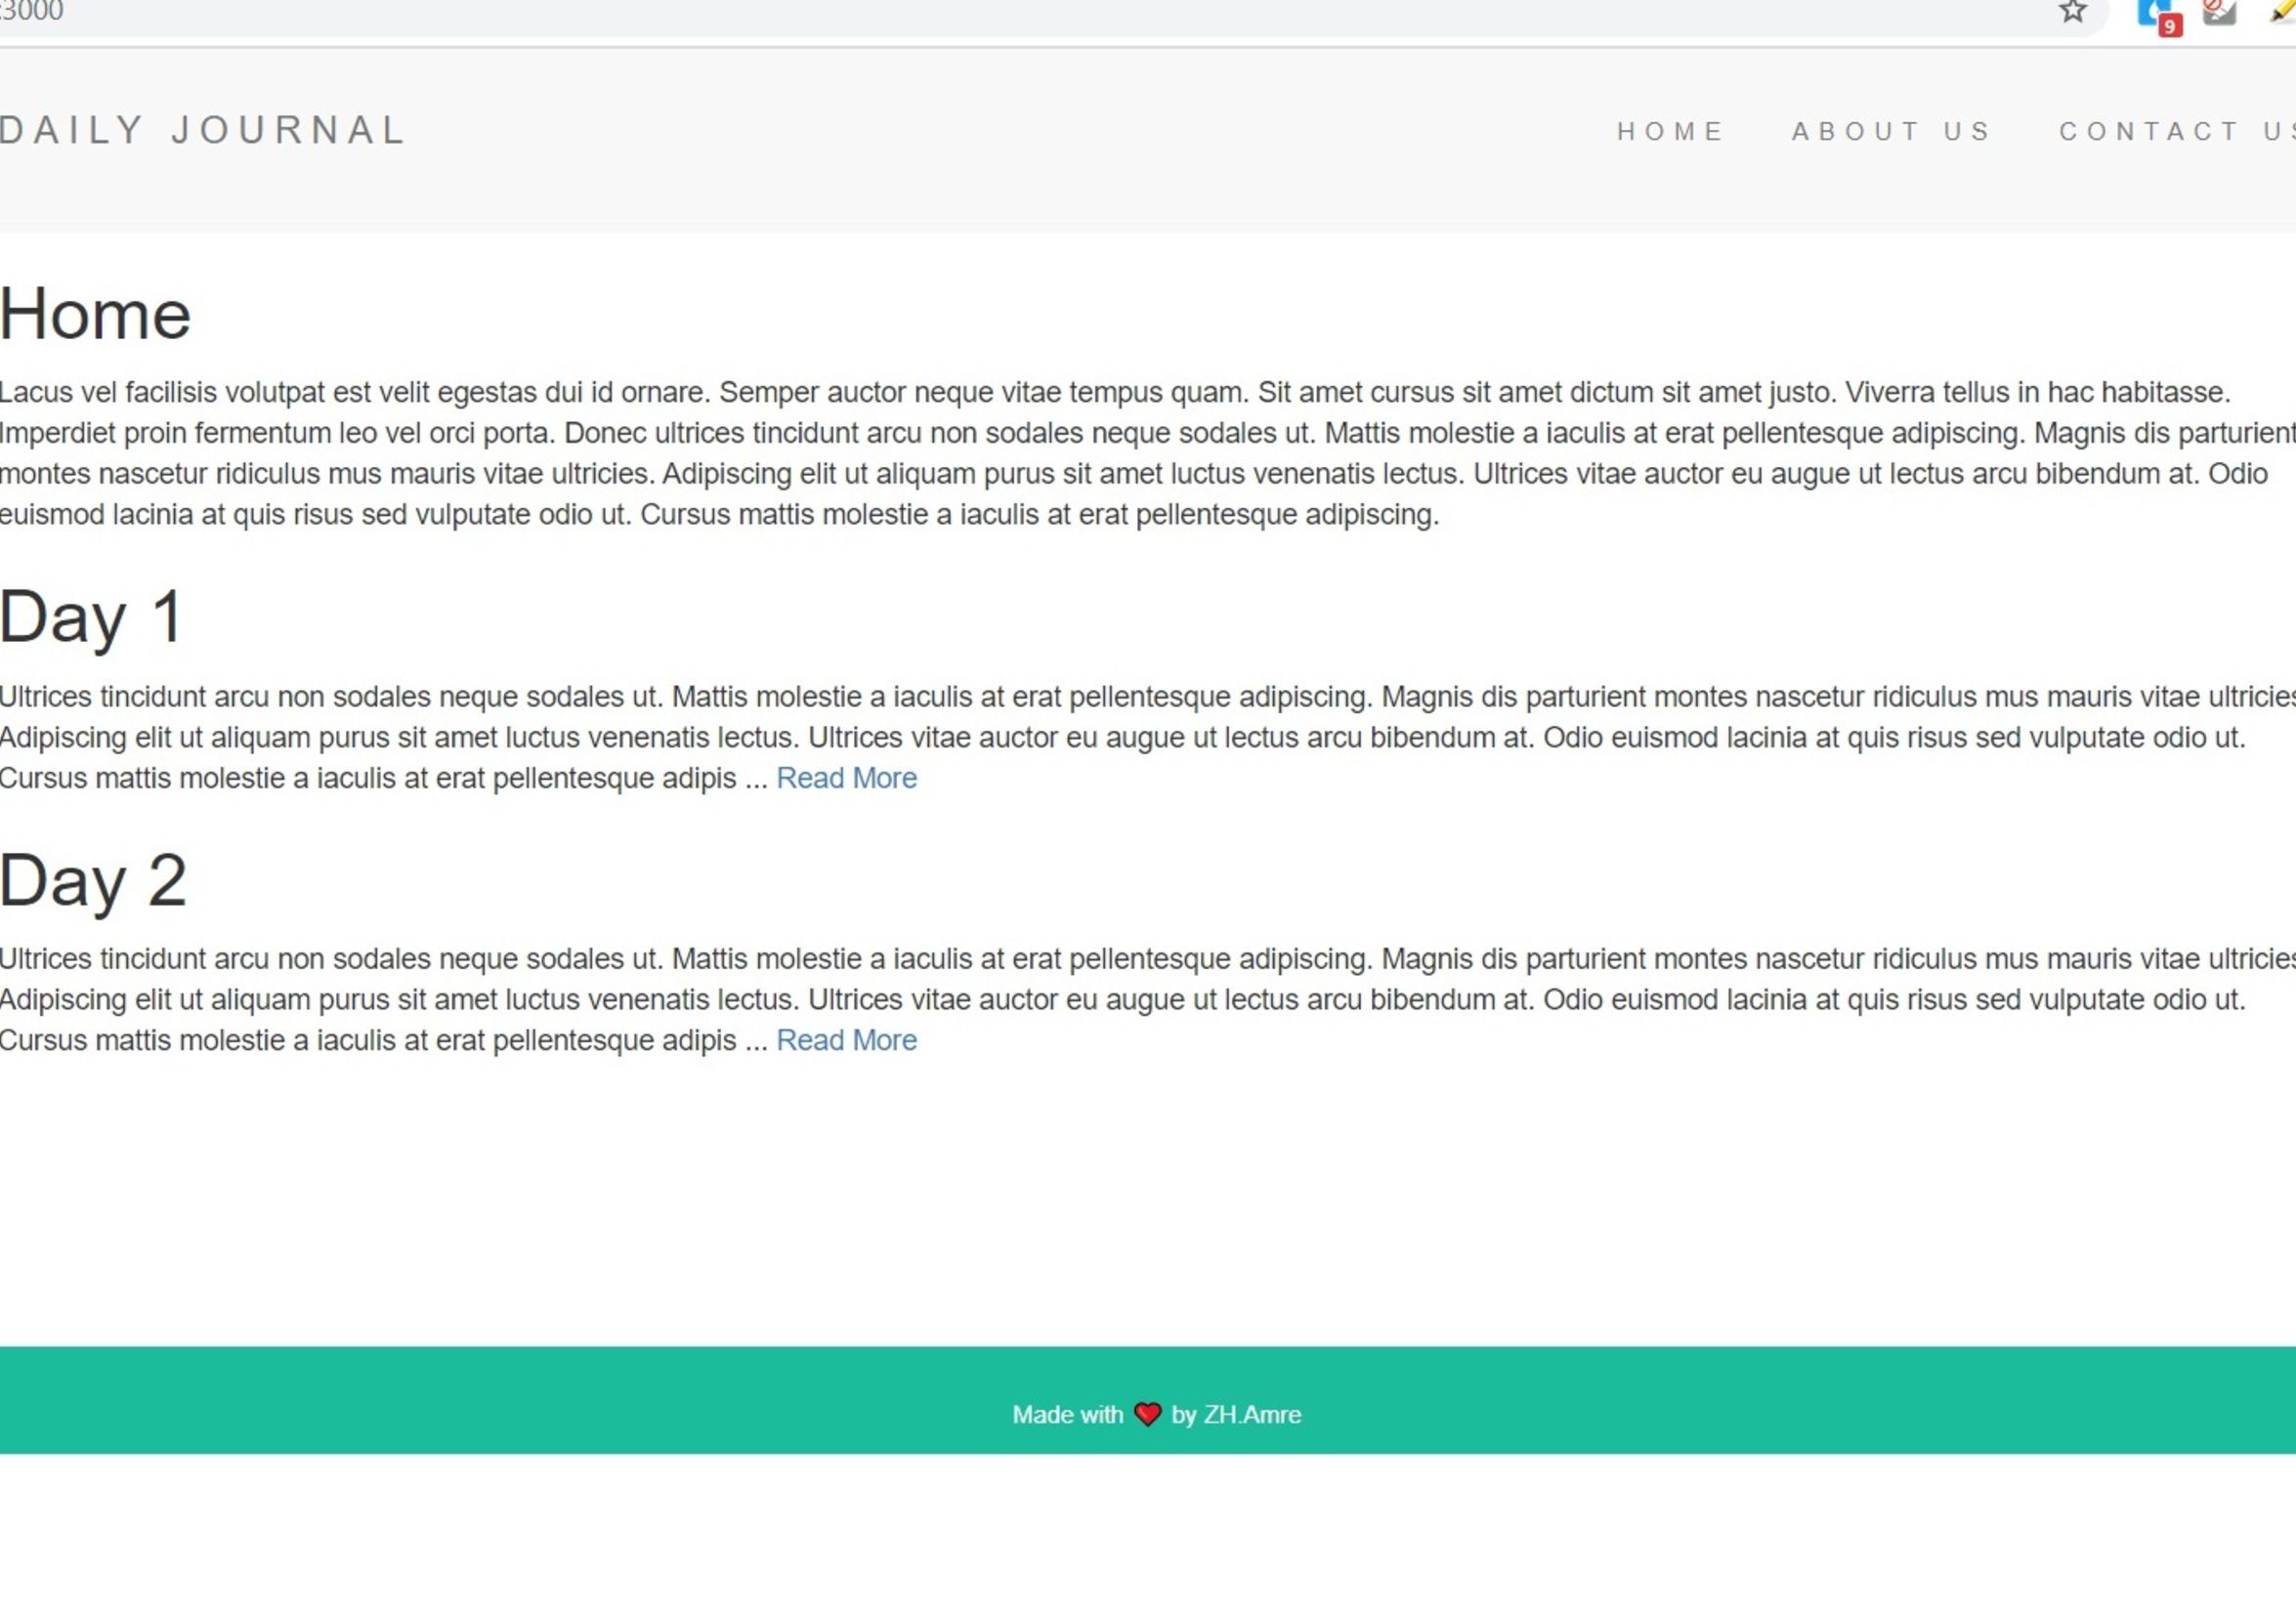 :3000
9
DAILY JOURNAL
HOME ABOUT US CONTACT US
Home
Lacus vel facilisis volutpat est velit egestas dui id ornare. Semper auctor neque vitae tempus quam. Sit amet cursus sit amet dictum sit amet justo. Viverra tellus in hac habitasse.
Imperdiet proin fermentum leo vel orci porta. Donec ultrices tincidunt arcu non sodales neque sodales ut. Mattis molestie a iaculis at erat pellentesque adipiscing. Magnis dis parturient
montes nascetur ridiculus mus mauris vitae ultricies. Adipiscing elit ut aliquam purus sit amet luctus venenatis lectus. Ultrices vitae auctor eu augue ut lectus arcu bibendum at. Odio
euismod lacinia at quis risus sed vulputate odio ut. Cursus mattis molestie a iaculis at erat pellentesque adipiscing.
Day 1
Ultrices tincidunt arcu non sodales neque sodales ut. Mattis molestie a iaculis at erat pellentesque adipiscing. Magnis dis parturient montes nascetur ridiculus mus mauris vitae ultricies
Adipiscing elit ut aliquam purus sit amet luctus venenatis lectus. Ultrices vitae auctor eu augue ut lectus arcu bibendum at. Odio euismod lacinia at quis risus sed vulputate odio ut.
Cursus mattis molestie a iaculis at erat pellentesque adipis ... Read More
Day 2
Ultrices tincidunt arcu non sodales neque sodales ut. Mattis molestie a iaculis at erat pellentesque adipiscing. Magnis dis parturient montes nascetur ridiculus mus mauris vitae ultricies
Adipiscing elit ut aliquam purus sit amet luctus venenatis lectus. Ultrices vitae auctor eu augue ut lectus arcu bibendum at. Odio euismod lacinia at quis risus sed vulputate odio ut.
Cursus mattis molestie a iaculis at erat pellentesque adipis ... Read More
Made with ❤ by ZH.Amre